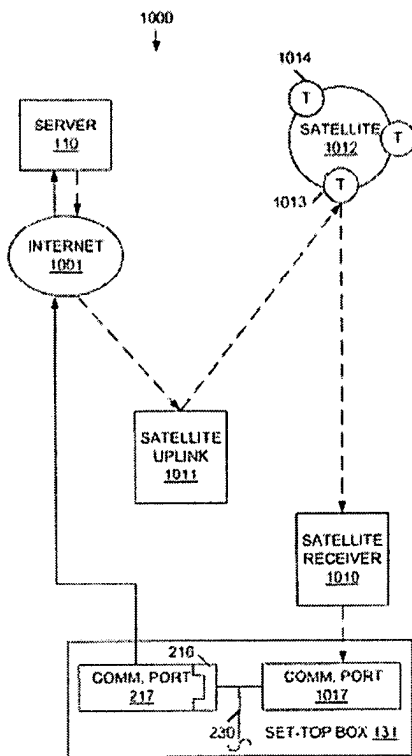 1000
1014
T
SERVER
110
SATELLITE
1012
T
1013
T
INTERNET
1001
SATELLITE
UPLINK
1011
SATELLITE
RECEIVER
1010
216
COMM. PORT
217
COMM. PORT
1017
230
SET-TOP BOX 131